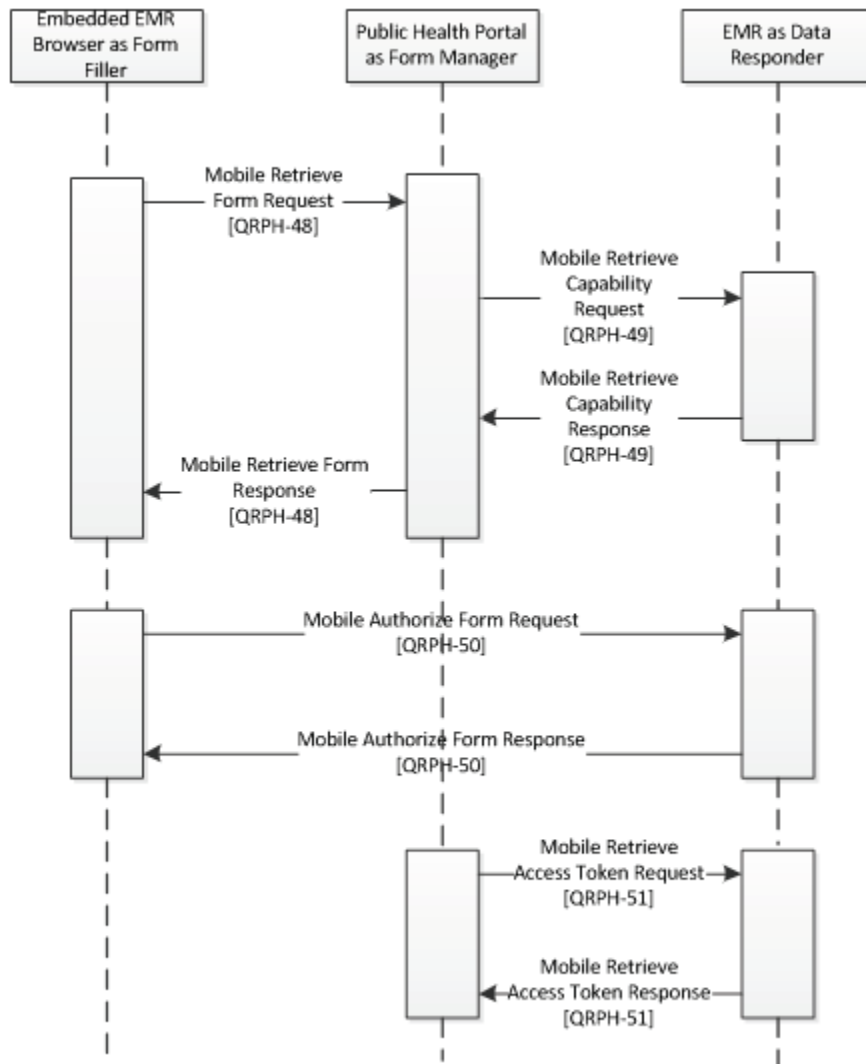 Embedded EMR
Browser as Form
Filler
Public Health Portal
as Form Manager
EMR as Data
Responder
Mobile Retrieve
Form Request
[QRPH-48]
Mobile Retrieve
Capability
Request
[QRPH-49]
Mobile Retrieve
Capability
Response
[QRPH-49]
Mobile Retrieve Form
Response
[QRPH-48]
Mobile Authorize Form Request
[QRPH-50]
Mobile Authorize Form Response
[QRPH-50]
Mobile Retrieve
Access Token Request
[QRPH-51]
Mobile Retrieve
Access Token Response
[QRPH-51]